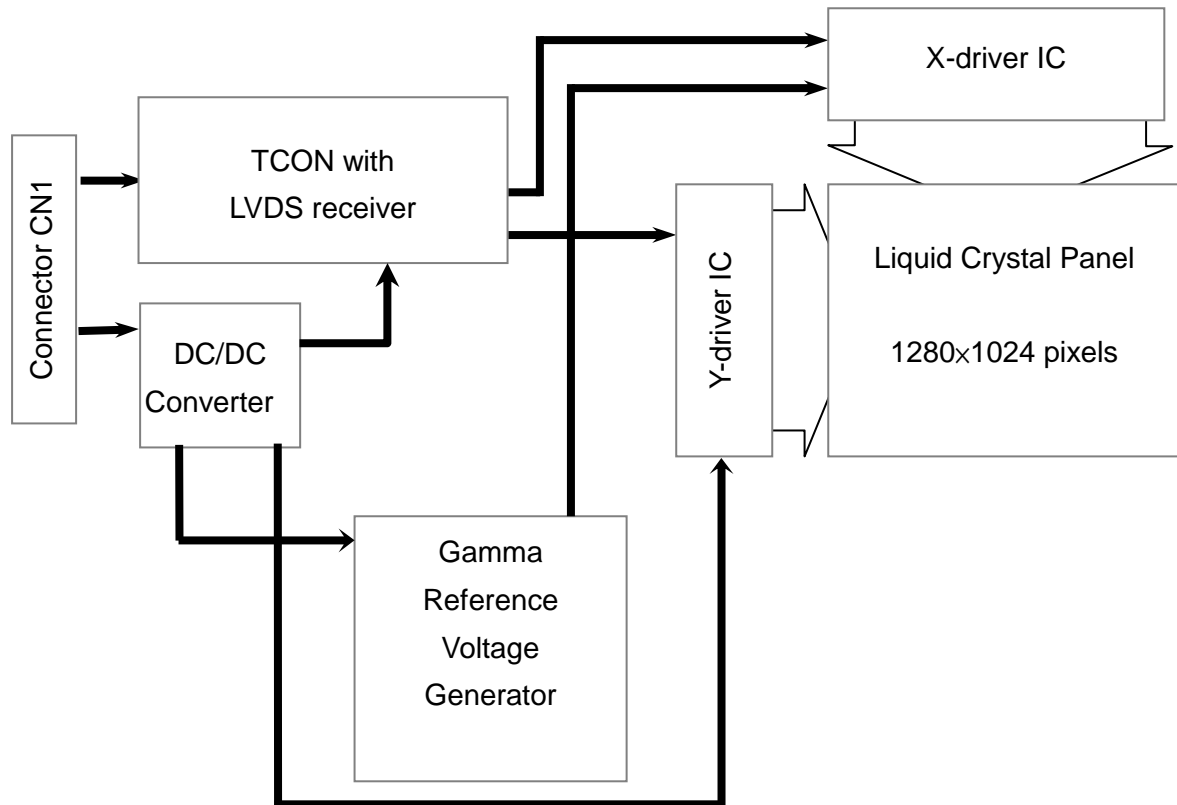 X-driver IC
TCON with
LVDS receiver
Connector CN1
DC/DC
Converter
Y-driver IC
Liquid Crystal Panel
1280×1024 pixels
Gamma
Reference
Voltage
Generator